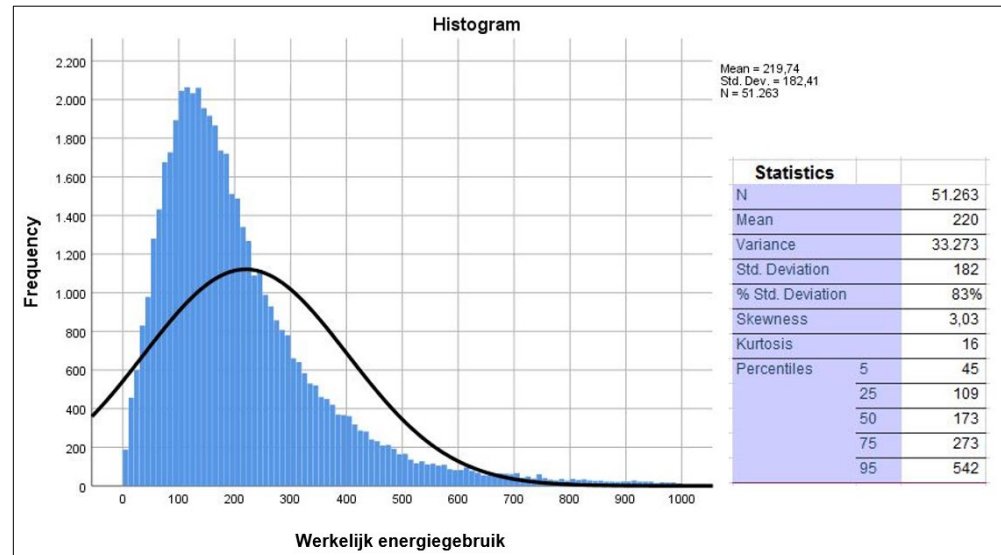 Histogram
Mean = 219,74
Std. Dev. = 182,41
N = 51.263
Frequency
2.200
2.000
1.800
1.600
1.400
1.200
1.000
800
600
400
200
0
0 100 200 300 400 500 600 700 800 900 1000
Werkelijk energiegebruik
Statistics
N 51.263
Mean 220
Variance 33.273
Std. Deviation 182
% Std. Deviation 83%
Skewness 3,03
Kurtosis 16
Percentiles 5 45
25 109
50 173
75 273
95 542